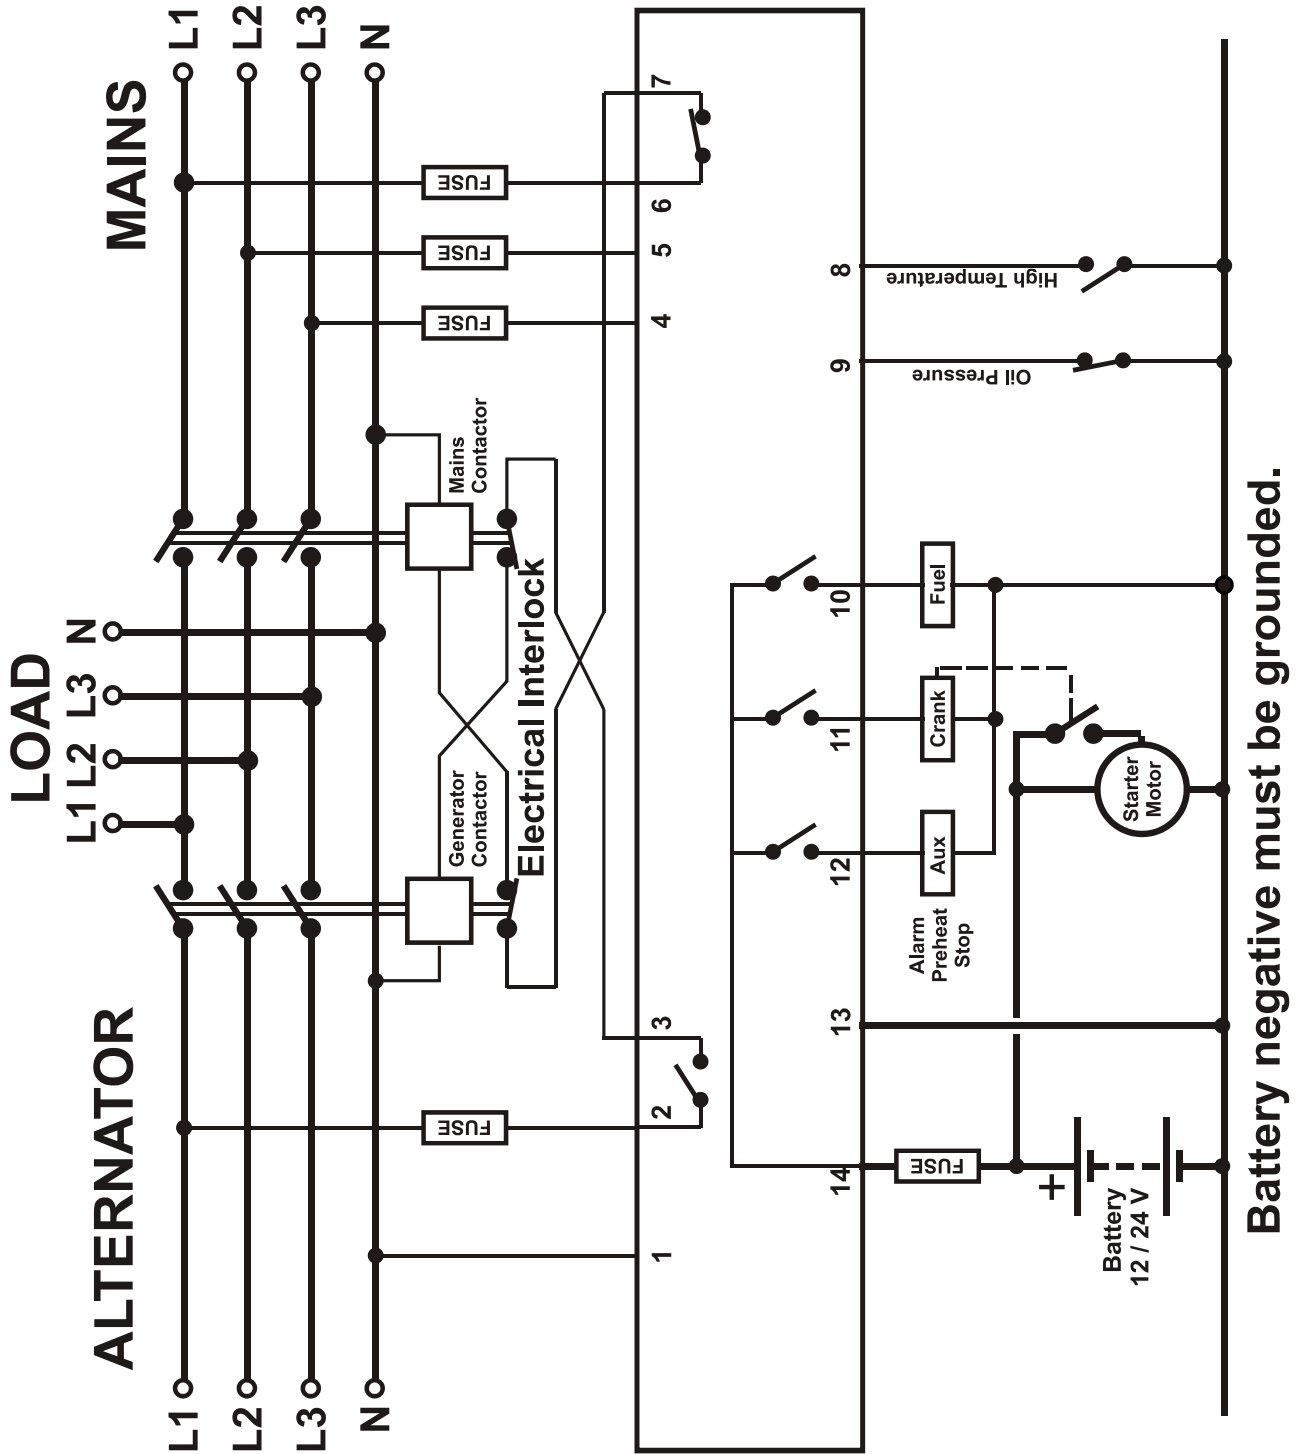 LOAD
L1 L2 L3 N
ALTERNATOR
MAINS
L1
L2
L3
N
L1
L2
L3
N
Generator
Contactor
Mains
Contactor
Electrical Interlock
FUSE
FUSE
FUSE
FUSE
1
2
3
4
5
6
7
14
13
12
11
10
9
8
FUSE
Alarm
Preheat
Stop
Aux
Crank
Fuel
Oil Pressure
High Temperature
Starter
Motor
+
Battery
12 / 24 V
Battery negative must be grounded.